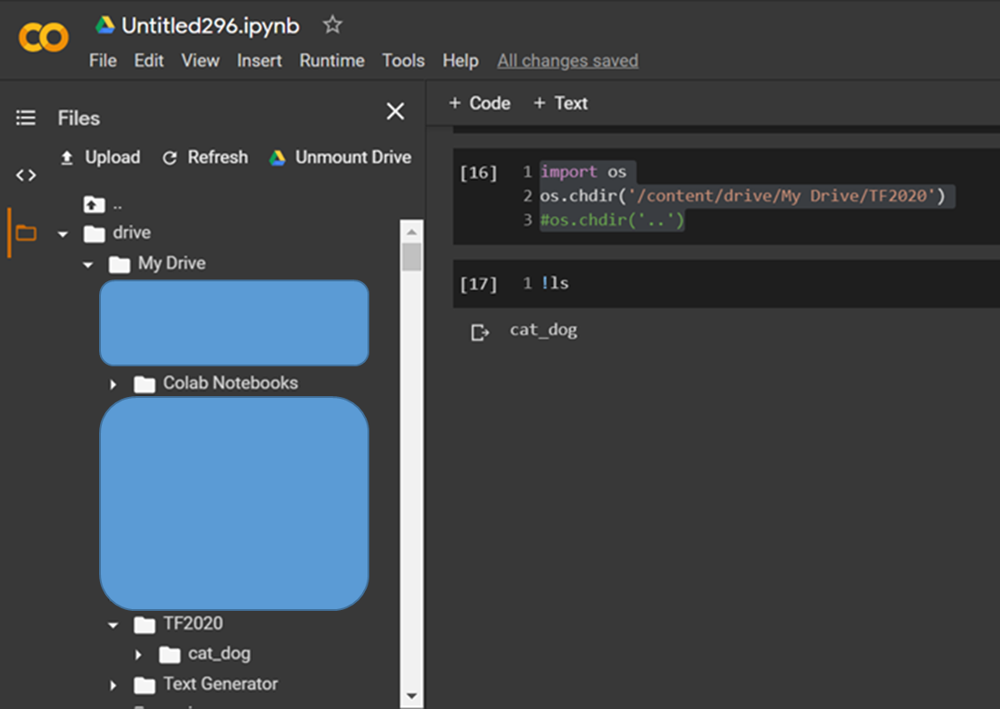 Untitled296.ipynb
File Edit View Insert Runtime Tools Help All changes saved
Files
Upload Refresh Unmount Drive
..
drive
My Drive
Colab Notebooks
TF2020
cat_dog
Text Generator
+ Code + Text
[16] 1 import os
2 os.chdir('/content/drive/My Drive/TF2020')
3 #os.chdir('..')
[17] 1 !ls
cat_dog